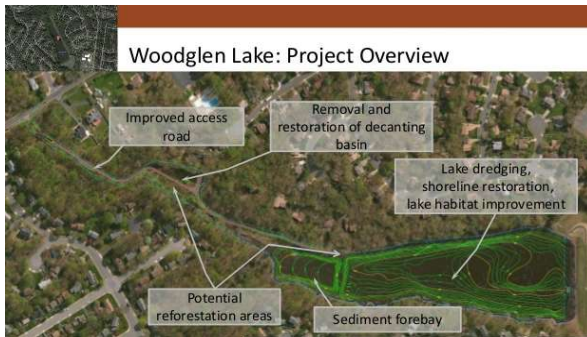 Woodglen Lake: Project Overview
Improved access
road
Removal and
restoration of decanting
basin
Lake dredging,
shoreline restoration,
lake habitat improvement
Potential
reforestation areas
Sediment forebay